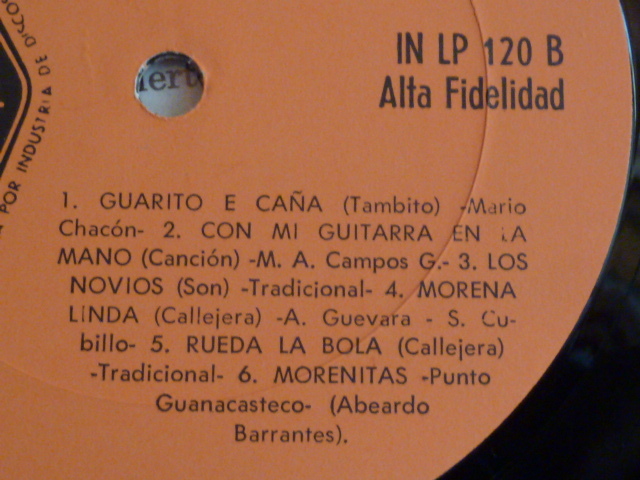 IN LP 120 B
Alta Fidelidad
POR INDUSTRIA DE DISCOS
1. GUARITO E CAÑA (Tambito) -Mario
Chacón- 2. CON MI GUITARRA EN LA
MANO (Canción) -M. A. Campos G.- 3. LOS
NOVIOS (Son) -Tradicional- 4. MORENA
LINDA (Callejera) -A. Guevara - S. Cu-
billo- 5. RUEDA LA BOLA (Callejera)
-Tradicional- 6. MORENITAS -Punto
Guanacasteco- (Abeardo
Barrantes).